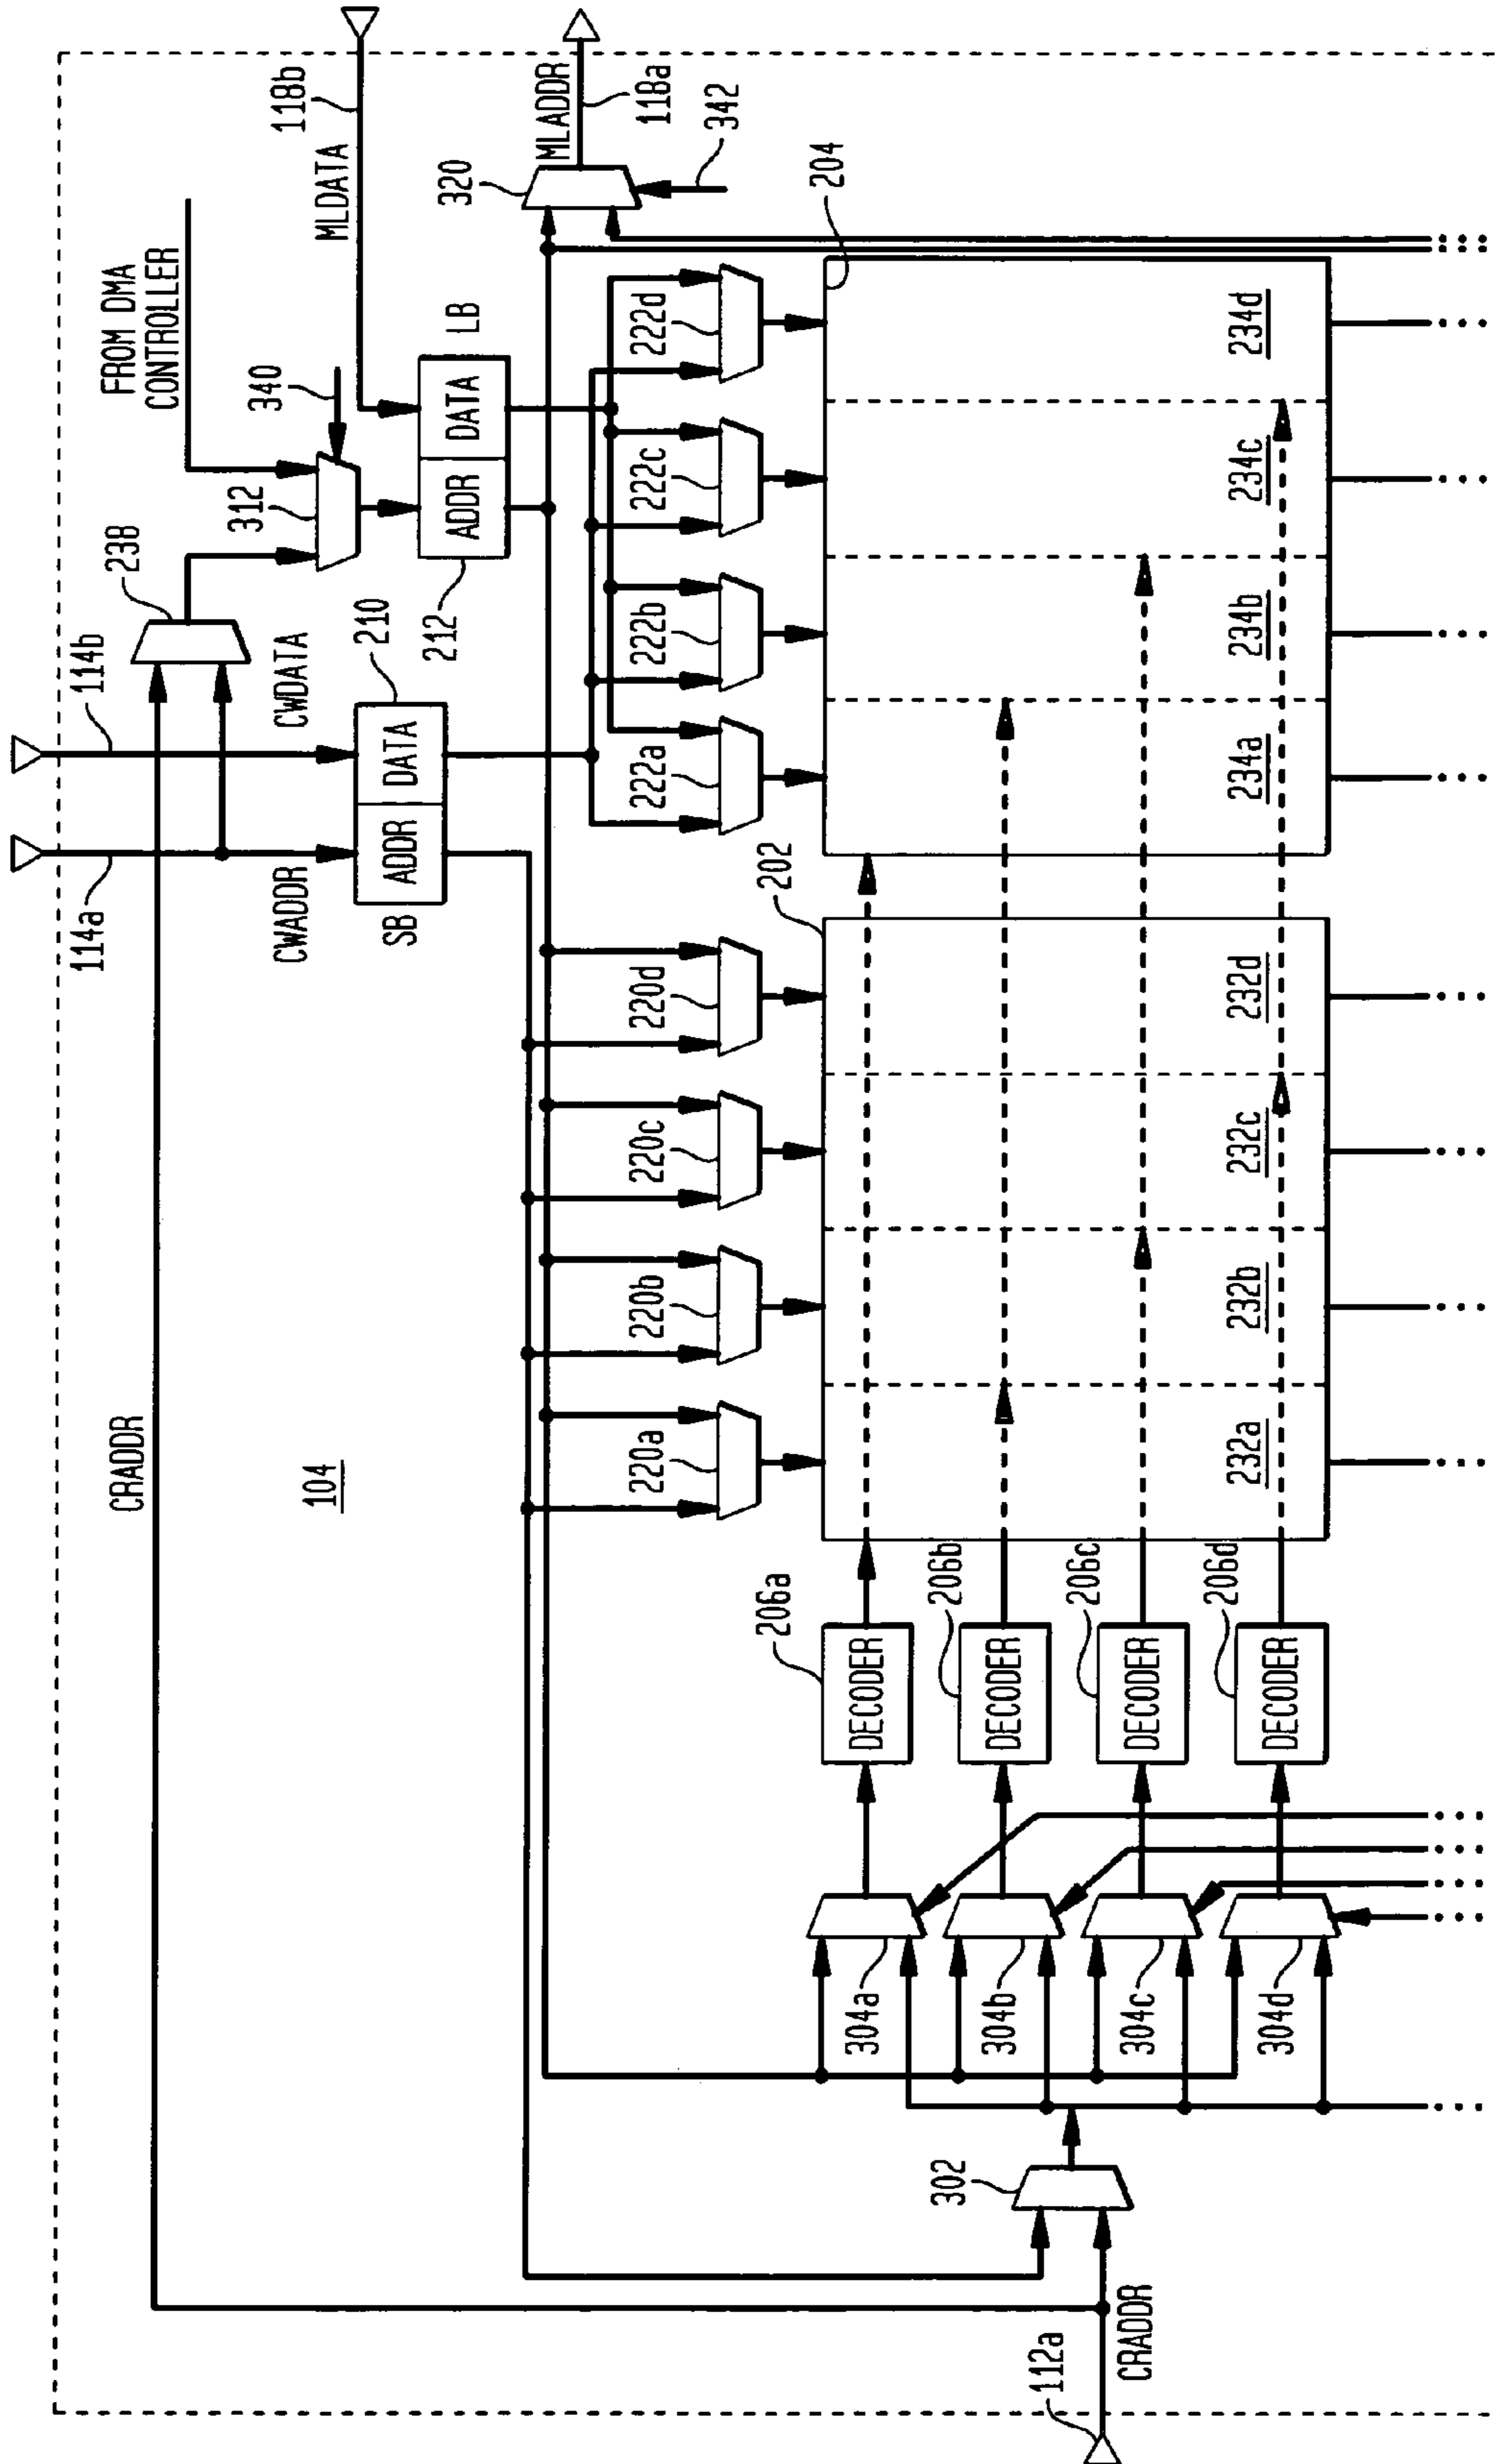 114a
114b
118b
CRADDR
238
FROM DMA
CONTROLLER
312
340
MLDATA
104
CWADDR
CWDATA
SB
ADDR
DATA
210
212
ADDR
DATA
LB
320
MLADDR
118a
342
220a
220b
220c
220d
222a
222b
222c
222d
202
204
206a
DECODER
206b
DECODER
206c
DECODER
206d
DECODER
304a
304b
304c
304d
302
232a
232b
232c
232d
234a
234b
234c
234d
112a
CRADDR